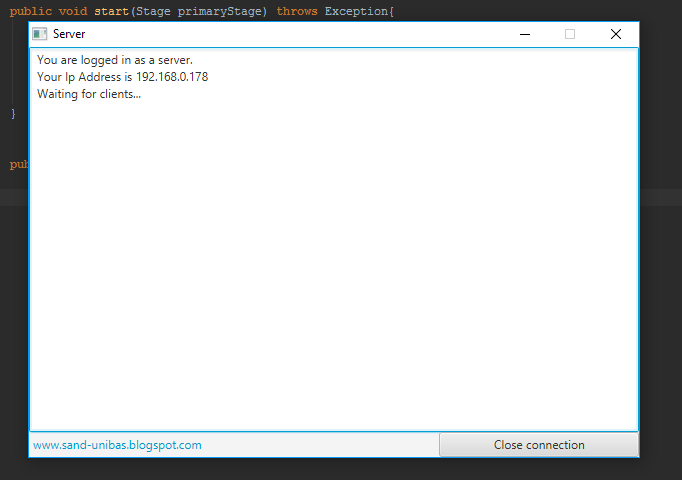 public void start(Stage primaryStage) throws Exception{
Server
You are logged in as a server.
Your Ip Address is 192.168.0.178
Waiting for clients...
}
www.sand-unibas.blogspot.com
Close connection